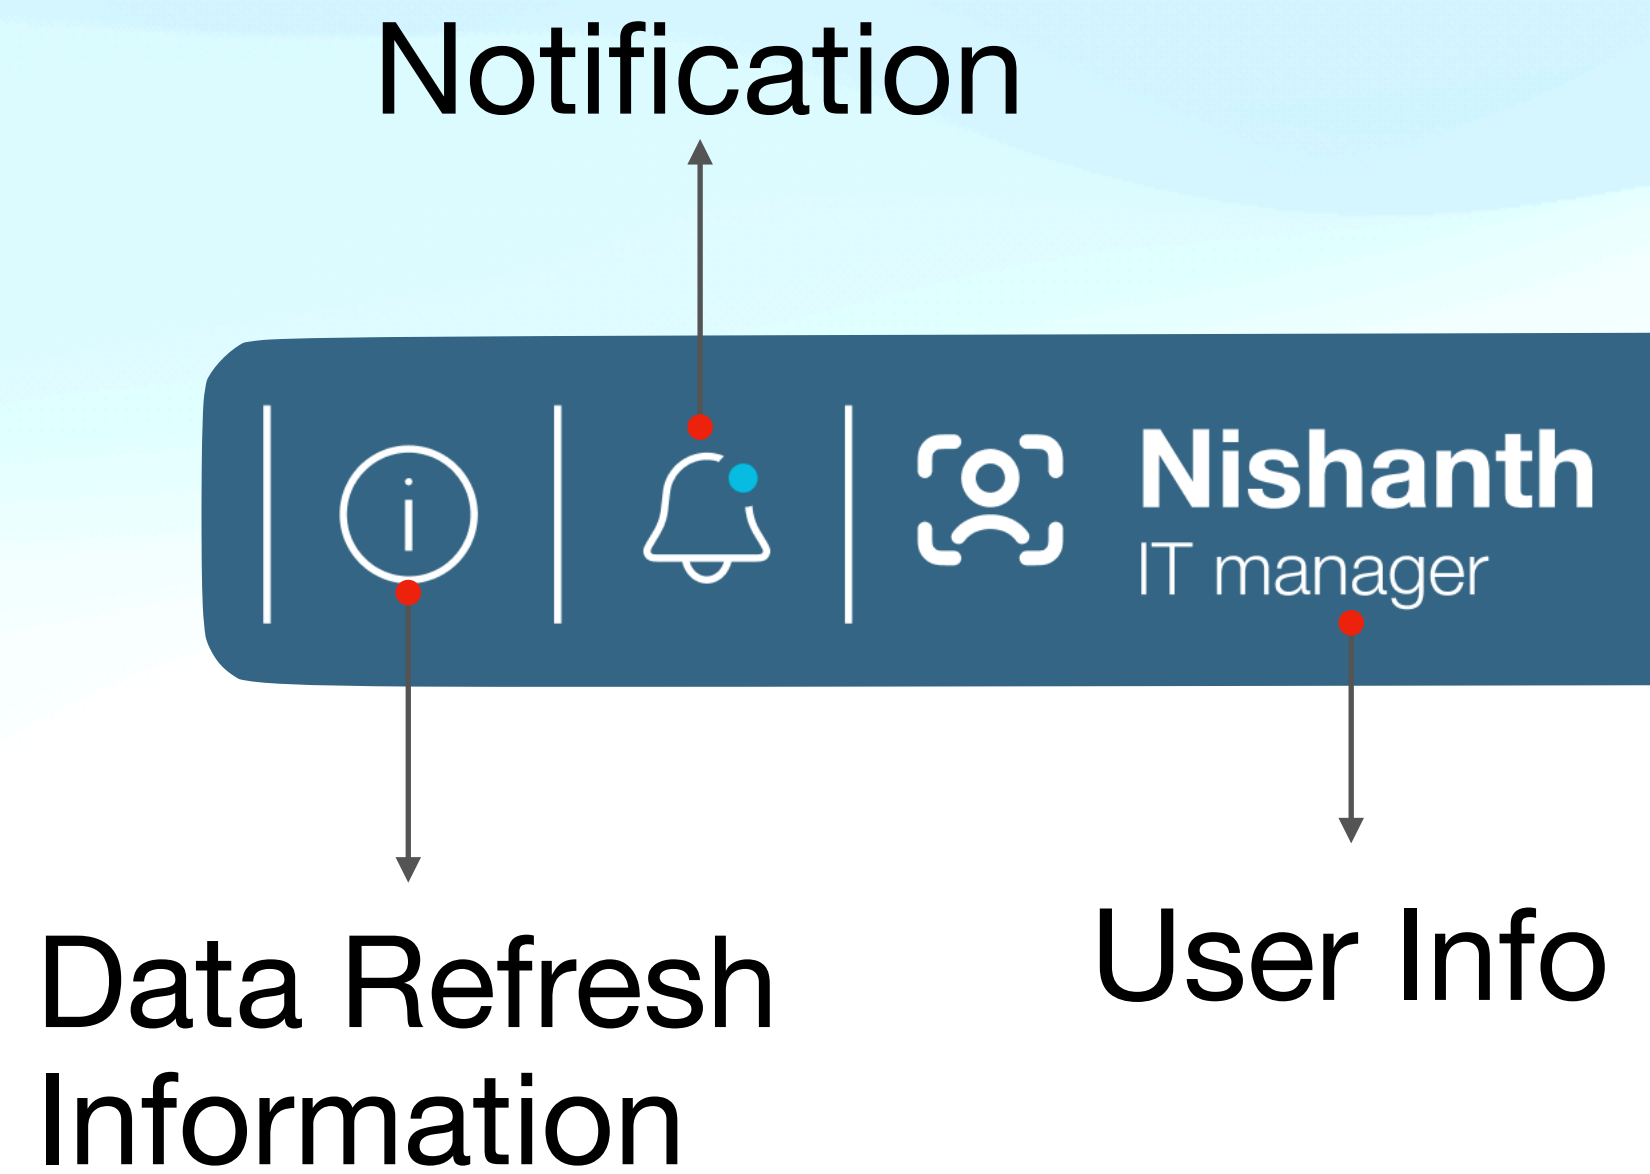 Notification
Nishanth
IT manager
Data Refresh
Information
User Info